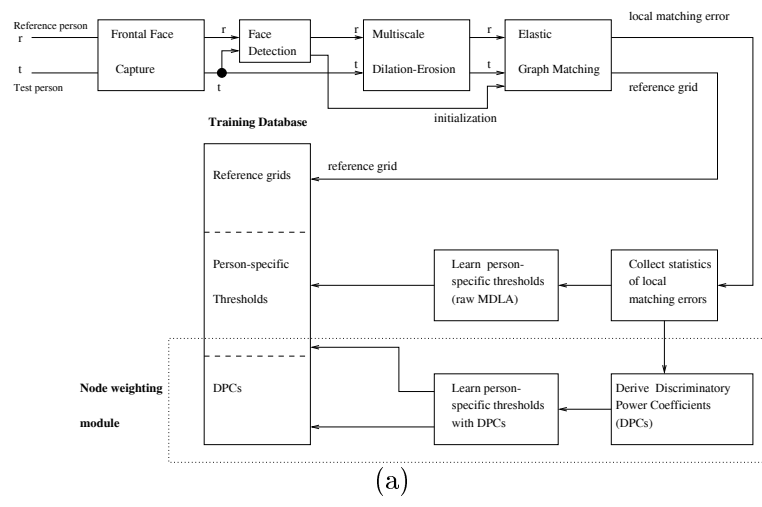 local matching error
Reference person
r
Frontal Face
Capture
r
Face
Detection
r
Multiscale
Dilation-Erosion
r
Elastic
Graph Matching
t
Test person
t
t
t
reference grid
initialization
Training Database
Reference grids
reference grid
Person-specific
Thresholds
Learn person-
specific thresholds
(raw MDLA)
Collect statistics
of local
matching errors
Node weighting
module
DPCs
Learn person-
specific thresholds
with DPCs
Derive Discriminatory
Power Coefficients
(DPCs)
(a)